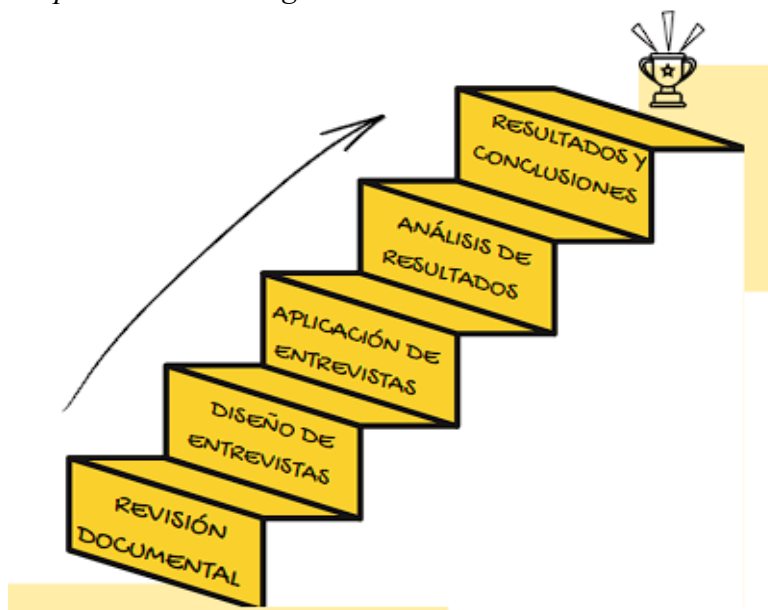 RESULTADOS Y
CONCLUSIONES
ANÁLISIS DE
RESULTADOS
APLICACIÓN DE
ENTREVISTAS
DISEÑO DE
ENTREVISTAS
REVISIÓN
DOCUMENTAL